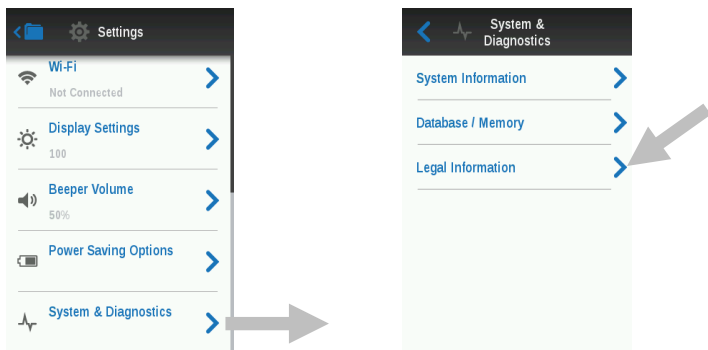 Settings
Wi-Fi
Not Connected
Display Settings
100
Beeper Volume
50%
Power Saving Options
System & Diagnostics
System &
Diagnostics
System Information
Database / Memory
Legal Information